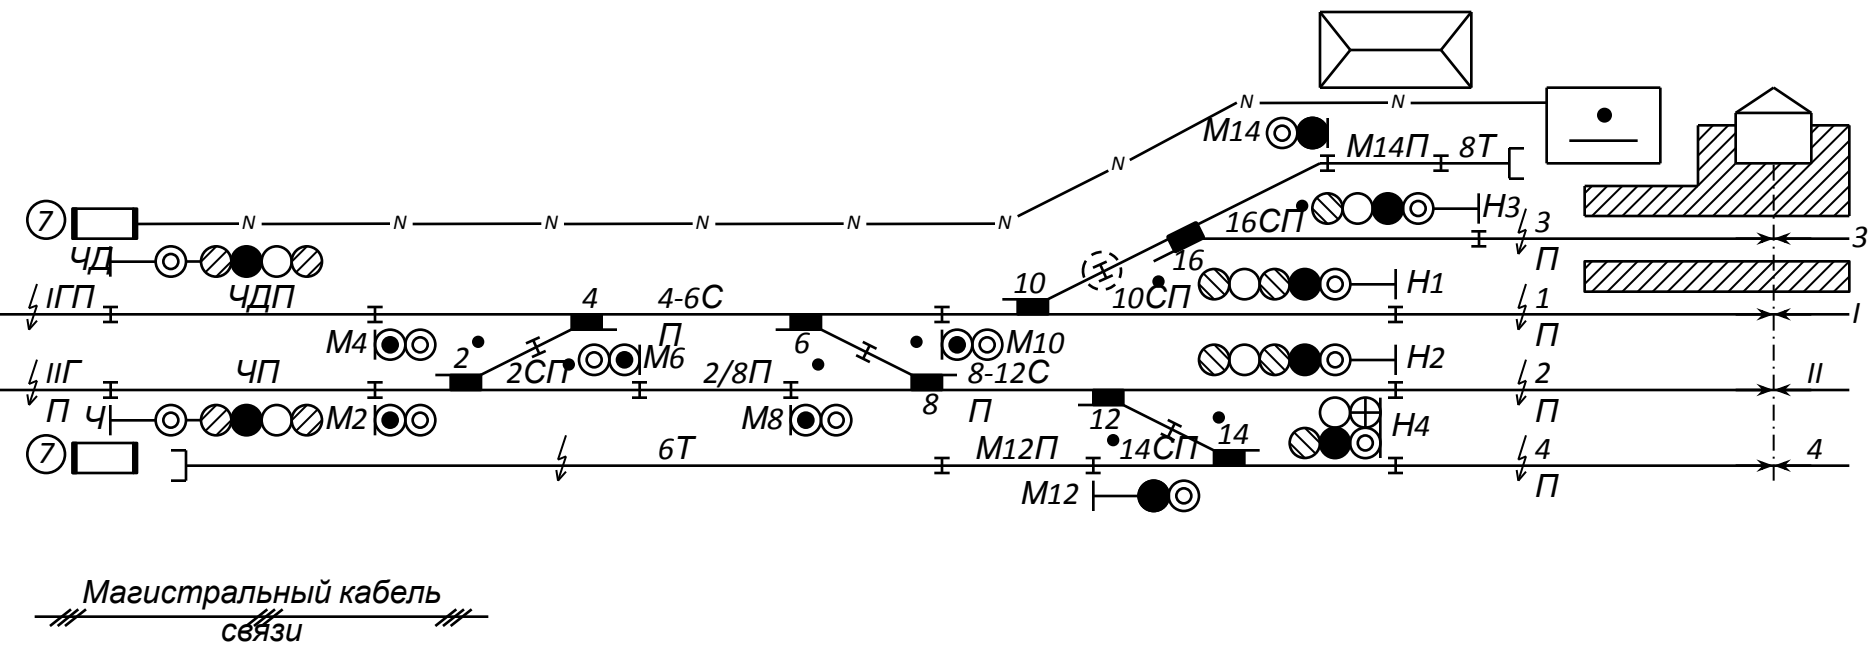 N
N
М14
М14П
8Т
N
7
N
N
N
N
N
N
16СП
Н3
3
П
3
ЧД
16
10
10СП
Н1
1
П
I
IГП
ЧДП
4
4-6С
П
М4
2
2СП
М6
6
М10
Н2
2
П
II
IIГ
П
ЧП
2/8П
8-12С
П
8
12
Ч
М2
М8
Н4
7
6Т
М12П
14СП
14
4
П
4
М12
Магистральный кабель
связи